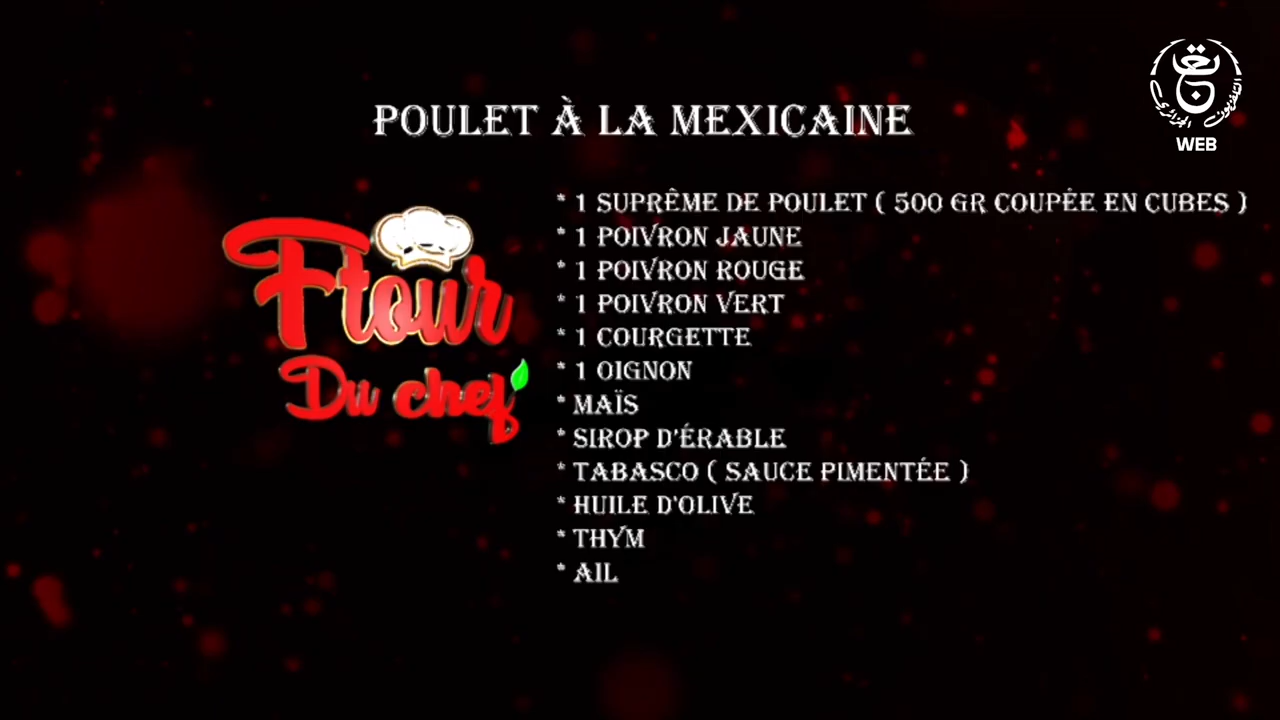 POULET À LA MEXICAINE
التلفزيون الجزائري
WEB
Ftour
Du chef
* 1 SUPRÊME DE POULET ( 500 GR COUPÉE EN CUBES )
* 1 POIVRON JAUNE
* 1 POIVRON ROUGE
* 1 POIVRON VERT
* 1 COURGETTE
* 1 OIGNON
* MAÏS
* SIROP D'ÉRABLE
* TABASCO ( SAUCE PIMENTÉE )
* HUILE D'OLIVE
* THYM
* AIL